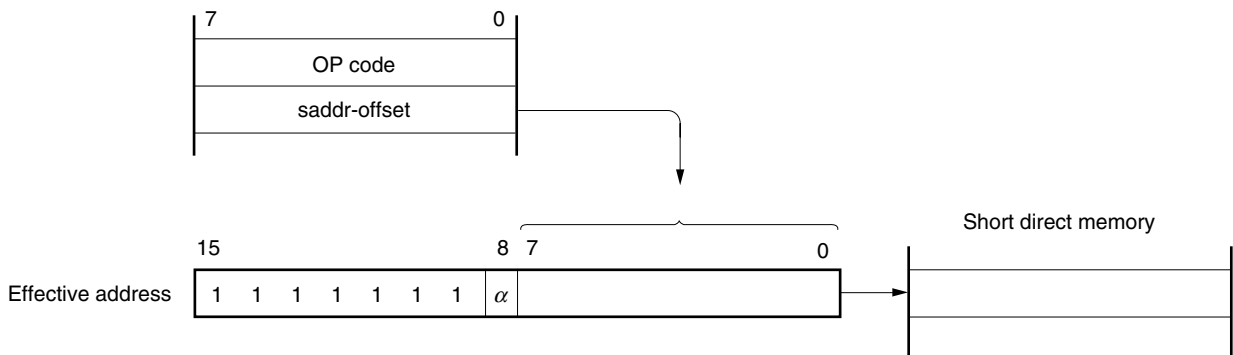 7 0
OP code
saddr-offset
Short direct memory
15 8 7 0
Effective address 1 1 1 1 1 1 1 α